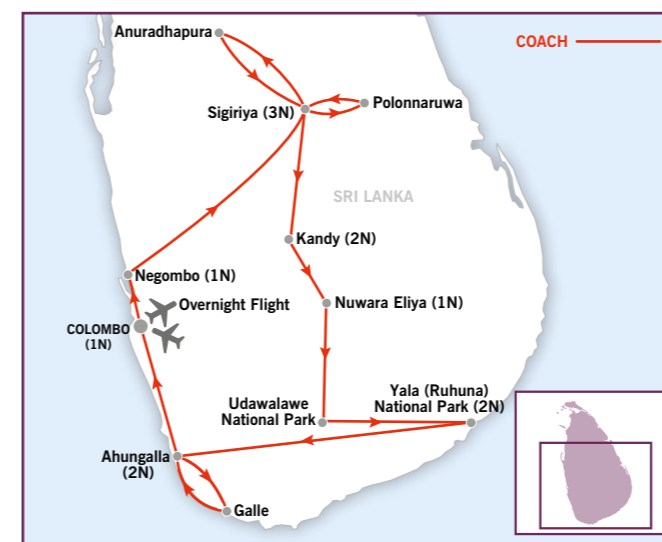 Anuradhapura
COACH
Sigiriya (3N)
Polonnaruwa
SRI LANKA
Kandy (2N)
Negombo (1N)
Overnight Flight
Nuwara Eliya (1N)
COLOMBO
(1N)
Udawalawe
National Park
Yala (Ruhuna)
National Park (2N)
Ahungalla
(2N)
Galle